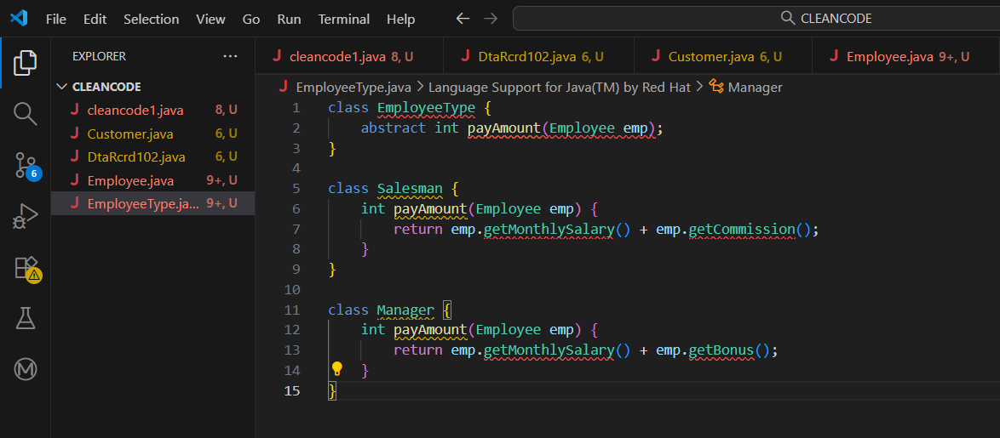 File Edit Selection View Go Run Terminal Help CLEANCODE
EXPLORER ...
CLEANCODE
J cleancode1.java 8, U
J Customer.java 6, U
J DtaRcrd102.java 6, U
J Employee.java 9+, U
J EmployeeType.ja... 9+, U
6
J cleancode1.java 8, U J DtaRcrd102.java 6, U J Customer.java 6, U J Employee.java 9+, U
J EmployeeType.java > Language Support for Java(TM) by Red Hat > Manager
1 class EmployeeType {
2 abstract int payAmount(Employee emp);
3 }
4
5 class Salesman {
6 int payAmount(Employee emp) {
7 return emp.getMonthlySalary() + emp.getCommission();
8 }
9 }
10
11 class Manager {
12 int payAmount(Employee emp) {
13 return emp.getMonthlySalary() + emp.getBonus();
14 }
15 }